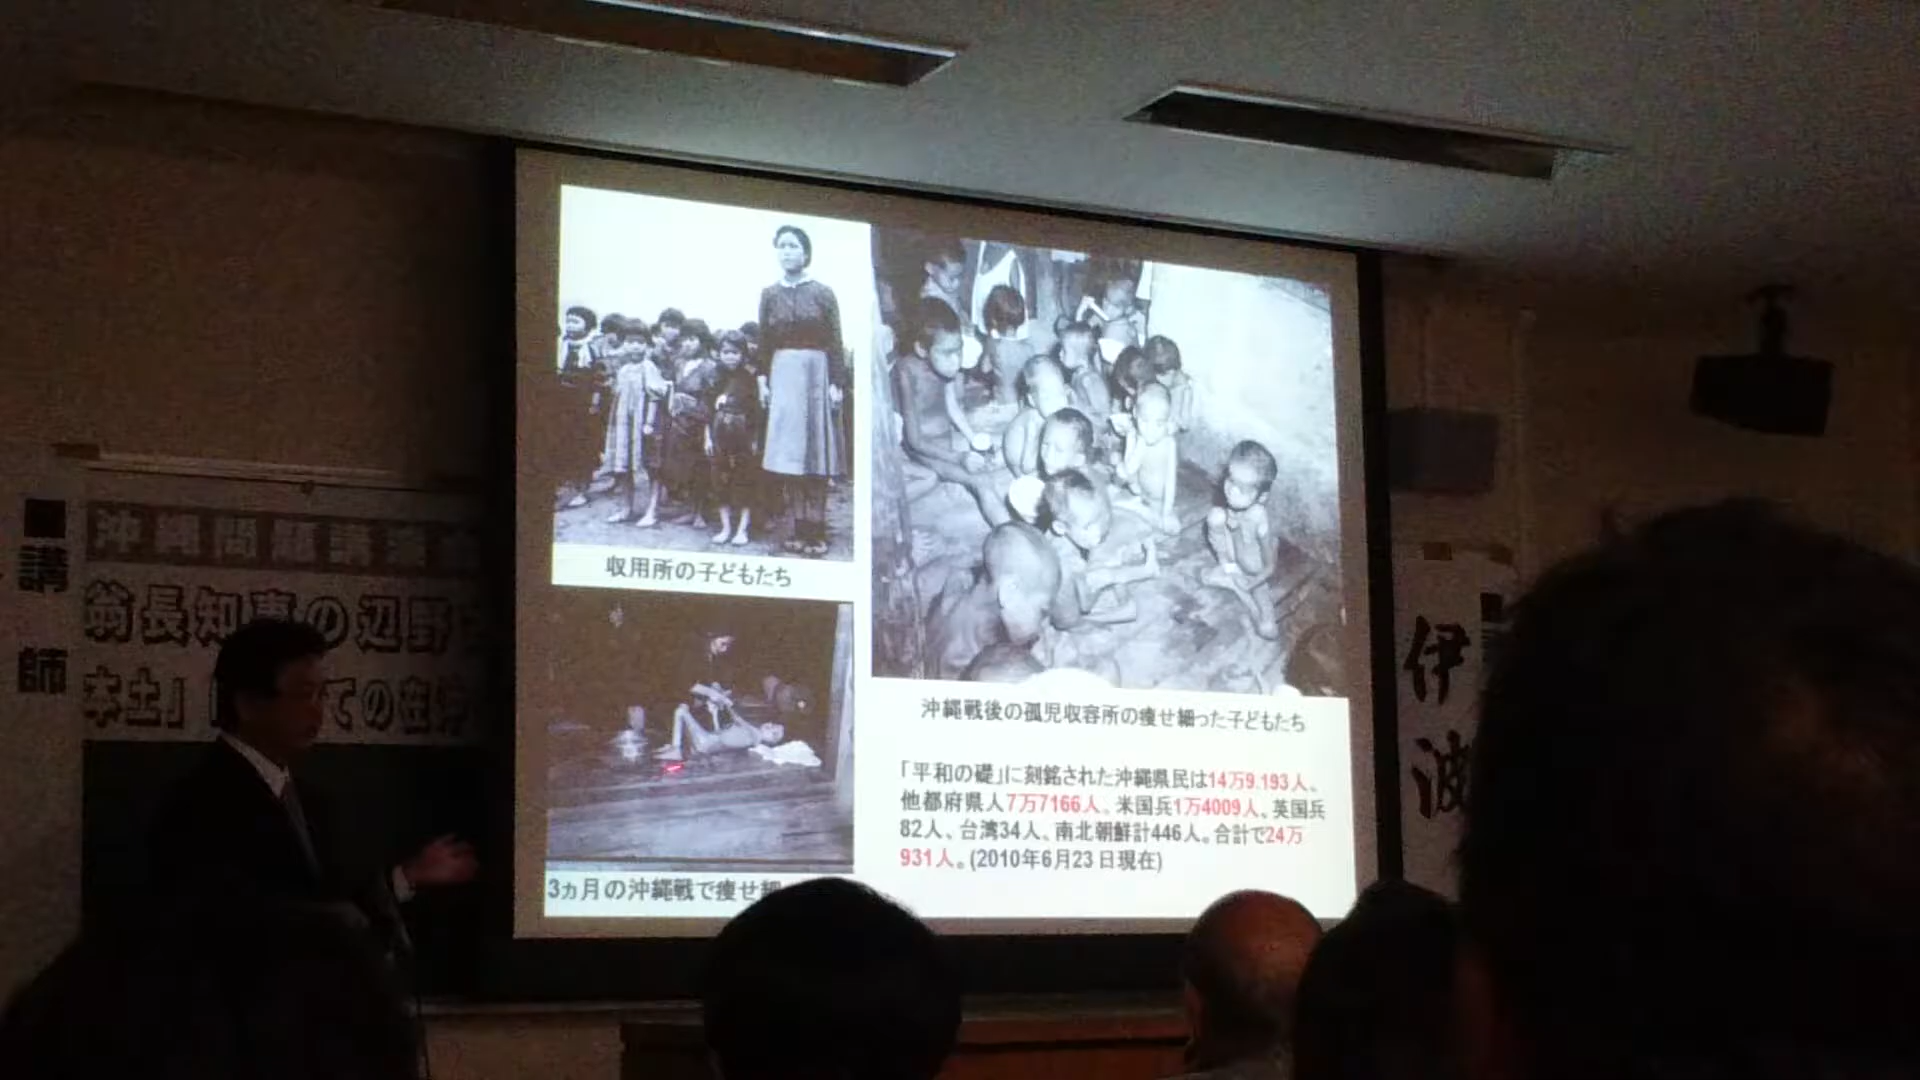 収用所の子どもたち
3ヵ月の沖縄戦で痩せ細
沖縄戦後の孤児収容所の痩せ細った子どもたち
「平和の礎」に刻銘された沖縄県民は14万9.193人、
他都府県人7万7166人、米国兵1万4009人、英国兵
82人、台湾34人、南北朝鮮計446人。合計で24万
931人。(2010年6月23日現在)
■講師
沖縄問題講演会
翁長知事の辺野
本土」 ての在沖
伊波